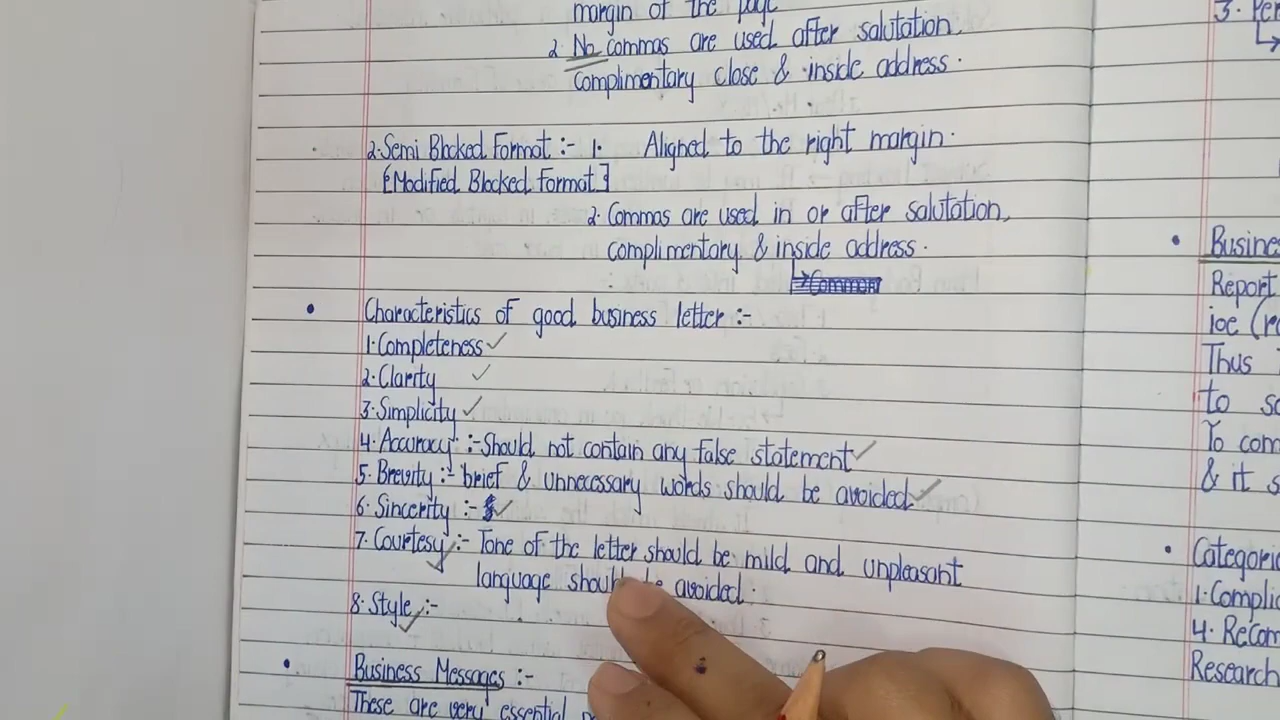 margin of the page
2. No commas are used after salutation,
Complimentary close & inside address.
2. Semi Blocked Format :- 1. Aligned to the right margin.
[Modified Blocked Format]
2. Commas are used in or after salutation,
complimentary & inside address.
→Common
• Characteristics of good business letter :-
1. Completeness ✓
2. Clarity ✓
3. Simplicity ✓
4. Accuracy :- Should not contain any false statement ✓
5. Brevity :- brief & unnecessary words should be avoided ✓
6. Sincerity :- ✓
7. Courtesy :- Tone of the letter should be mild and unpleasant
language should be avoided.
8. Style :-
• Business Messages :-
These are very essential
3. Per
• Busine
Report
ioe (r
Thus
to sc
To com
& it s
• Categori
1. Compli
4. Recom
Research